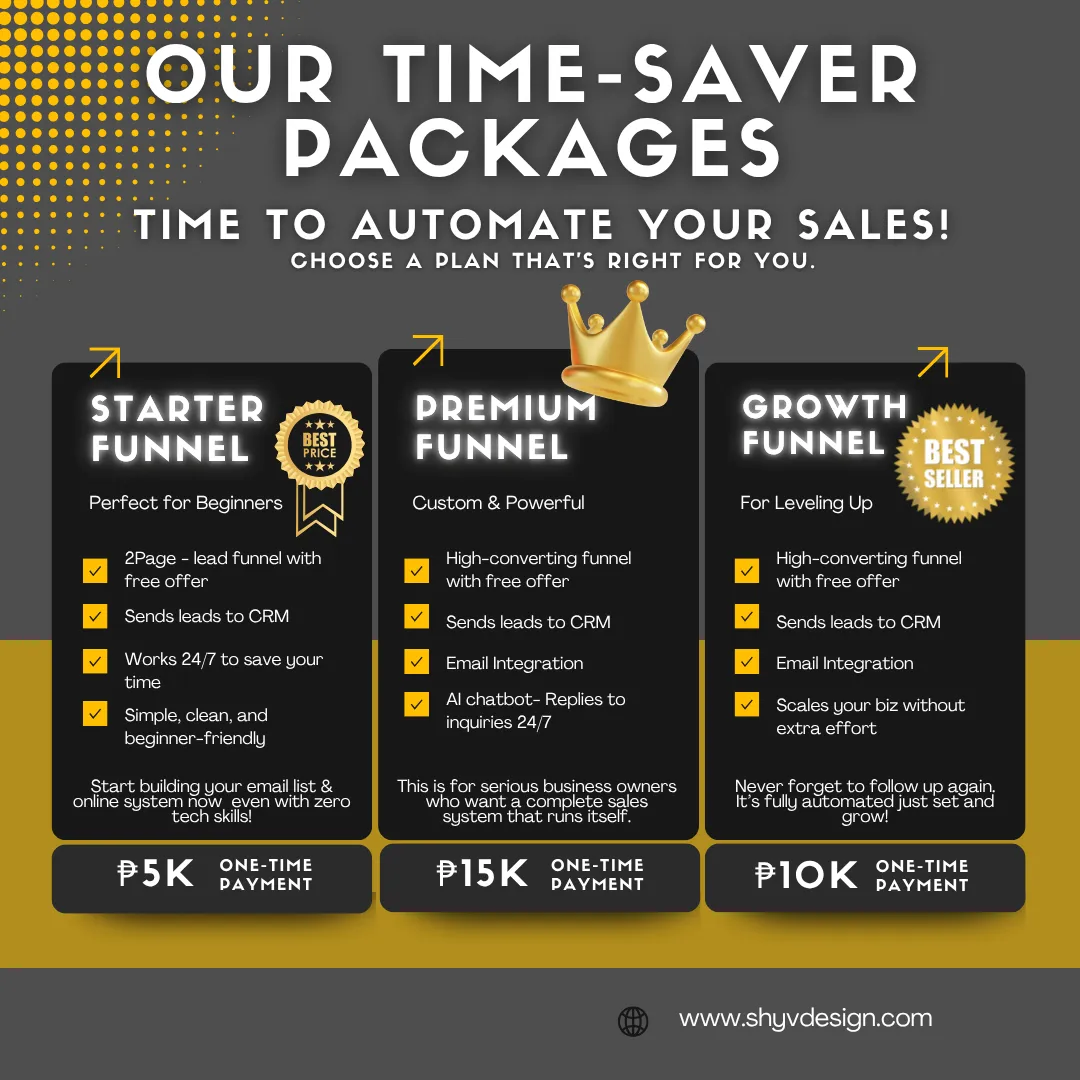 OUR TIME-SAVER
PACKAGES
TIME TO AUTOMATE YOUR SALES!
CHOOSE A PLAN THAT'S RIGHT FOR YOU.
STARTER
FUNNEL
BEST
PRICE
Perfect for Beginners
2Page - lead funnel with
free offer
Sends leads to CRM
Works 24/7 to save your
time
Simple, clean, and
beginner-friendly
Start building your email list &
online system now even with zero
tech skills!
₱5K
ONE-TIME
PAYMENT
PREMIUM
FUNNEL
Custom & Powerful
High-converting funnel
with free offer
Sends leads to CRM
Email Integration
AI chatbot- Replies to
inquiries 24/7
This is for serious business owners
who want a complete sales
system that runs itself.
₱15K
ONE-TIME
PAYMENT
GROWTH
FUNNEL
BEST
SELLER
For Leveling Up
High-converting funnel
with free offer
Sends leads to CRM
Email Integration
Scales your biz without
extra effort
Never forget to follow up again.
It's fully automated just set and
grow!
₱10K
ONE-TIME
PAYMENT
www.shyvdesign.com